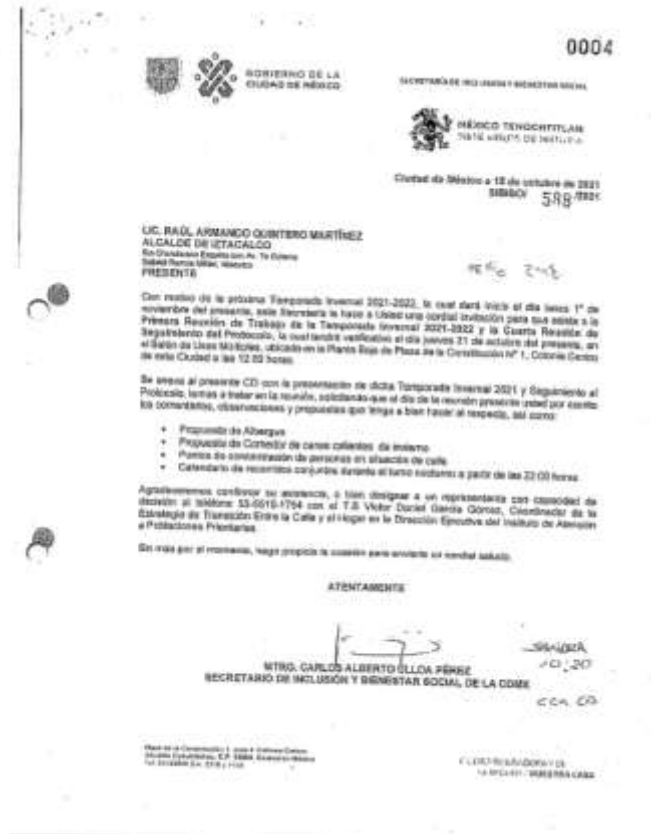 0004
GOBIERNO DE LA
CIUDAD DE MÉXICO
SECRETARÍA DE INCLUSIÓN Y BIENESTAR SOCIAL
MÉXICO TENOCHTITLAN
SIETE SIGLOS DE HISTORIA
Ciudad de México a 18 de octubre de 2021
SIBISO/ 598 /2021
LIC. RAÚL ARMANDO QUINTERO MARTÍNEZ
ALCALDE DE IZTACALCO
PRESENTE
Con motivo de la próxima Temporada Invernal 2021-2022, la cual dará inicio el día lunes 1° de
noviembre del presente, esta Secretaría le hace a Usted una cordial invitación para que asista a la
Primera Reunión de Trabajo de la Temporada Invernal 2021-2022 y la Cuarta Reunión de
Seguimiento del Protocolo, la cual tendrá verificativo el día jueves 21 de octubre del presente, en
el Salón de Usos Múltiples, ubicado en la Planta Baja de Plaza de la Constitución N° 1, Colonia Centro
de esta Ciudad a las 12:00 horas.
Se anexa al presente CD con la presentación de dicha Temporada Invernal 2021 y Seguimiento al
Protocolo, temas a tratar en la reunión, solicitando que el día de la reunión presente usted por escrito
los comentarios, observaciones y propuestas que tenga a bien hacer al respecto, así como:
• Propuesta de Albergue
• Propuesta de Corredor de cenas calientes de invierno
• Puntos de concentración de personas en situación de calle
• Calendario de recorridos conjuntos durante el turno nocturno a partir de las 22:00 horas
Agradeceremos confirmar su asistencia, o bien designar a un representante con capacidad de
decisión al teléfono 55-5518-1754 con el T.S Víctor Daniel García Gómez, Coordinador de la
Estrategia de Transición Entre la Calle y el Hogar en la Dirección Ejecutiva del Instituto de Atención
a Poblaciones Prioritarias.
Sin más por el momento, hago propicia la ocasión para enviarle un cordial saludo.
ATENTAMENTE
MTRO. CARLOS ALBERTO ULLOA PÉREZ
SECRETARIO DE INCLUSIÓN Y BIENESTAR SOCIAL DE LA CDMX
10:20